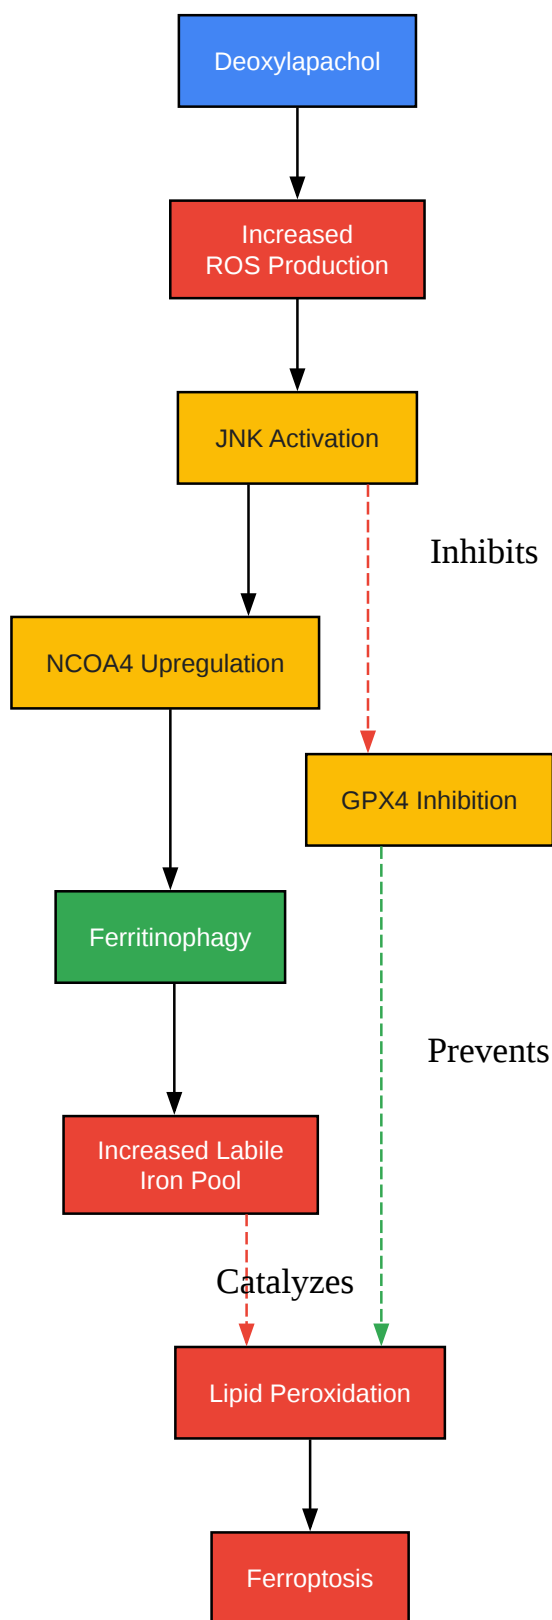 Deoxylapachol
Increased
ROS Production
JNK Activation
Inhibits
NCOA4 Upregulation
GPX4 Inhibition
Ferritinophagy
Prevents
Increased Labile
Iron Pool
Catalyzes
Lipid Peroxidation
Ferroptosis